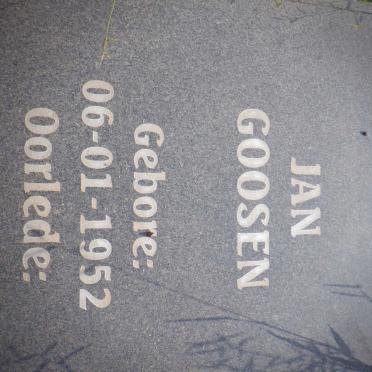 JAN
GOOSEN
Gebore:
06-01-1952
Oorlede: